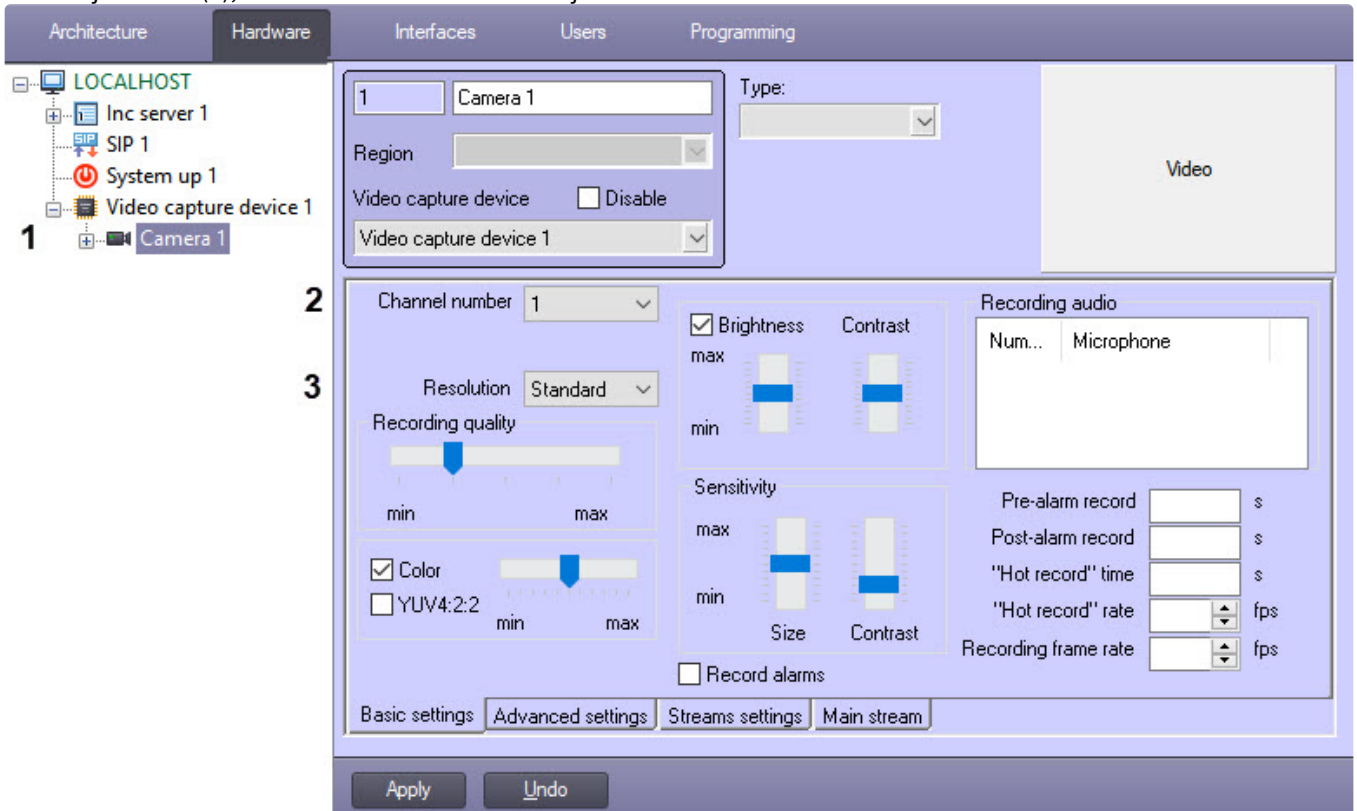 Architecture Hardware Interfaces Users Programming
LOCALHOST
Inc server 1
SIP 1
System up 1
Video capture device 1
1 Camera 1
1 Camera 1
Region
Video capture device Disable
Video capture device 1
Type:
Video
2 Channel number 1
3 Resolution Standard
Recording quality
min max
Color
YUV4:2:2
min max
Brightness Contrast
max
min
Sensitivity
max
min
Size Contrast
Record alarms
Recording audio
Num... Microphone
Pre-alarm record s
Post-alarm record s
"Hot record" time s
"Hot record" rate fps
Recording frame rate fps
Basic settings Advanced settings Streams settings Main stream
Apply Undo